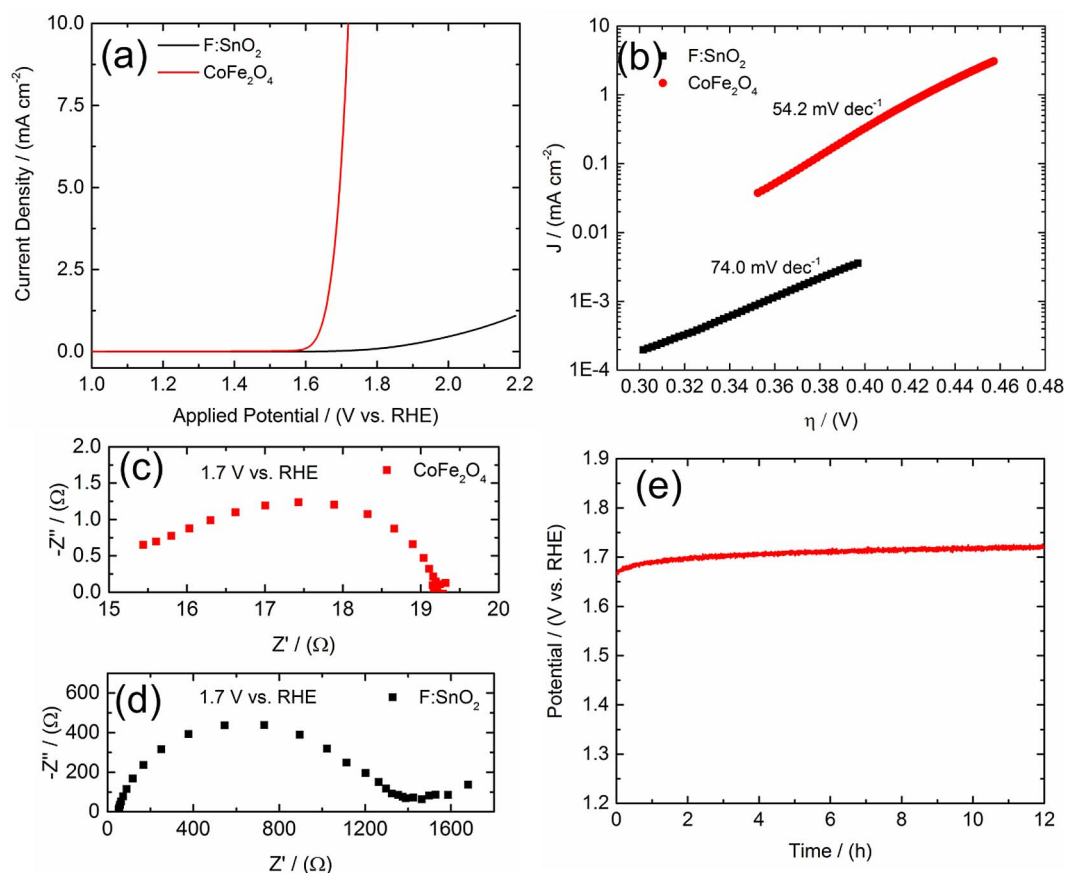 (a)
F:SnO₂
CoFe₂O₄
10.0
7.5
5.0
2.5
0.0
Current Density / (mA cm⁻²)
1.0 1.2 1.4 1.6 1.8 2.0 2.2
Applied Potential / (V vs. RHE)
(b)
F:SnO₂
CoFe₂O₄
54.2 mV dec⁻¹
74.0 mV dec⁻¹
10
1
0.1
0.01
1E-3
1E-4
J / (mA cm⁻²)
0.30 0.32 0.34 0.36 0.38 0.40 0.42 0.44 0.46 0.48
η / (V)
(c)
1.7 V vs. RHE
CoFe₂O₄
2.0
1.5
1.0
0.5
0.0
-Z'' / (Ω)
15 16 17 18 19 20
Z' / (Ω)
(d)
1.7 V vs. RHE
F:SnO₂
600
400
200
0
-Z'' / (Ω)
0 400 800 1200 1600
Z' / (Ω)
(e)
1.9
1.8
1.7
1.6
1.5
1.4
1.3
1.2
Potential / (V vs. RHE)
0 2 4 6 8 10 12
Time / (h)